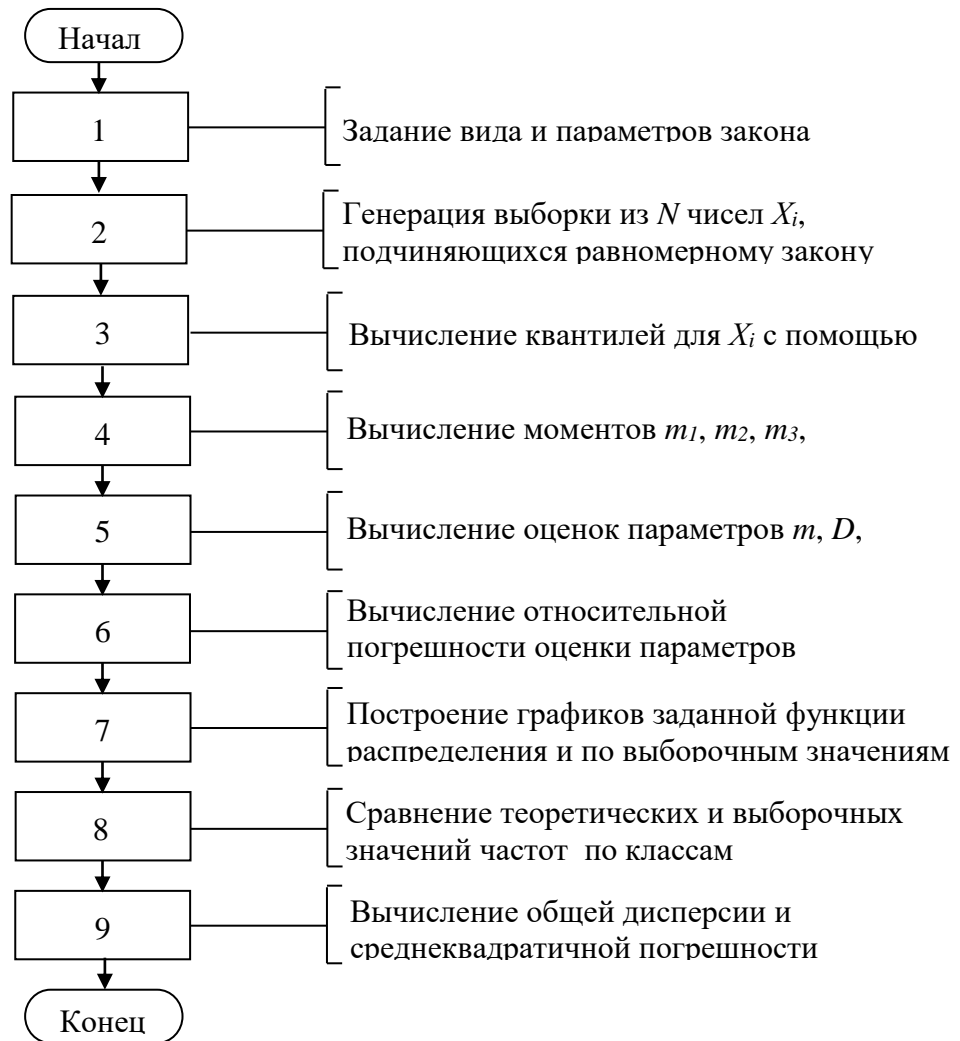 Начал
1
Задание вида и параметров закона
2
Генерация выборки из N чисел Xi,
подчиняющихся равномерному закону
3
Вычисление квантилей для Xi с помощью
4
Вычисление моментов m1, m2, m3,
5
Вычисление оценок параметров m, D,
6
Вычисление относительной
погрешности оценки параметров
7
Построение графиков заданной функции
распределения и по выборочным значениям
8
Сравнение теоретических и выборочных
значений частот по классам
9
Вычисление общей дисперсии и
среднеквадратичной погрешности
Конец